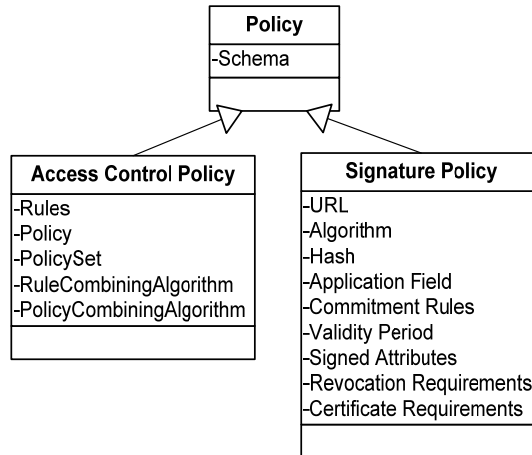 Policy
-Schema
Access Control Policy
-Rules
-Policy
-PolicySet
-RuleCombiningAlgorithm
-PolicyCombiningAlgorithm
Signature Policy
-URL
-Algorithm
-Hash
-Application Field
-Commitment Rules
-Validity Period
-Signed Attributes
-Revocation Requirements
-Certificate Requirements